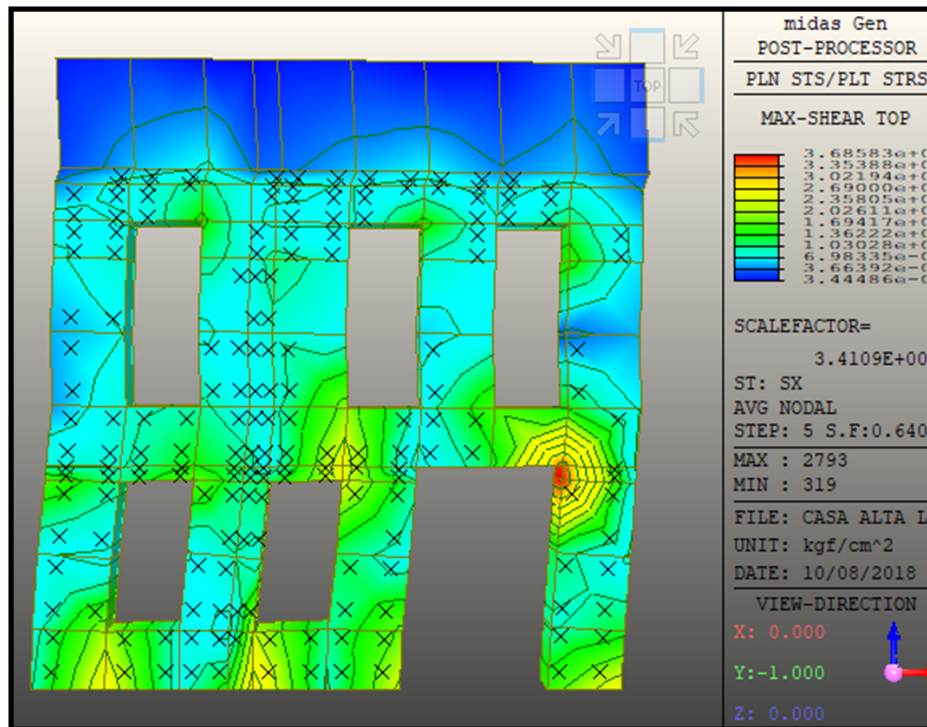 midas Gen
POST-PROCESSOR
PLN STS/PLT STRS
MAX-SHEAR TOP
3.68583e+0
3.35388e+0
3.02194e+0
2.69000e+0
2.35805e+0
2.02611e+0
1.69417e+0
1.36222e+0
1.03028e+0
6.98335e-0
3.66392e-0
3.44486e-0
SCALEFACTOR=
3.4109E+00
ST: SX
AVG NODAL
STEP: 5 S.F:0.640
MAX : 2793
MIN : 319
FILE: CASA ALTA L
UNIT: kgf/cm^2
DATE: 10/08/2018
VIEW-DIRECTION
X: 0.000
Y:-1.000
Z: 0.000
TOP